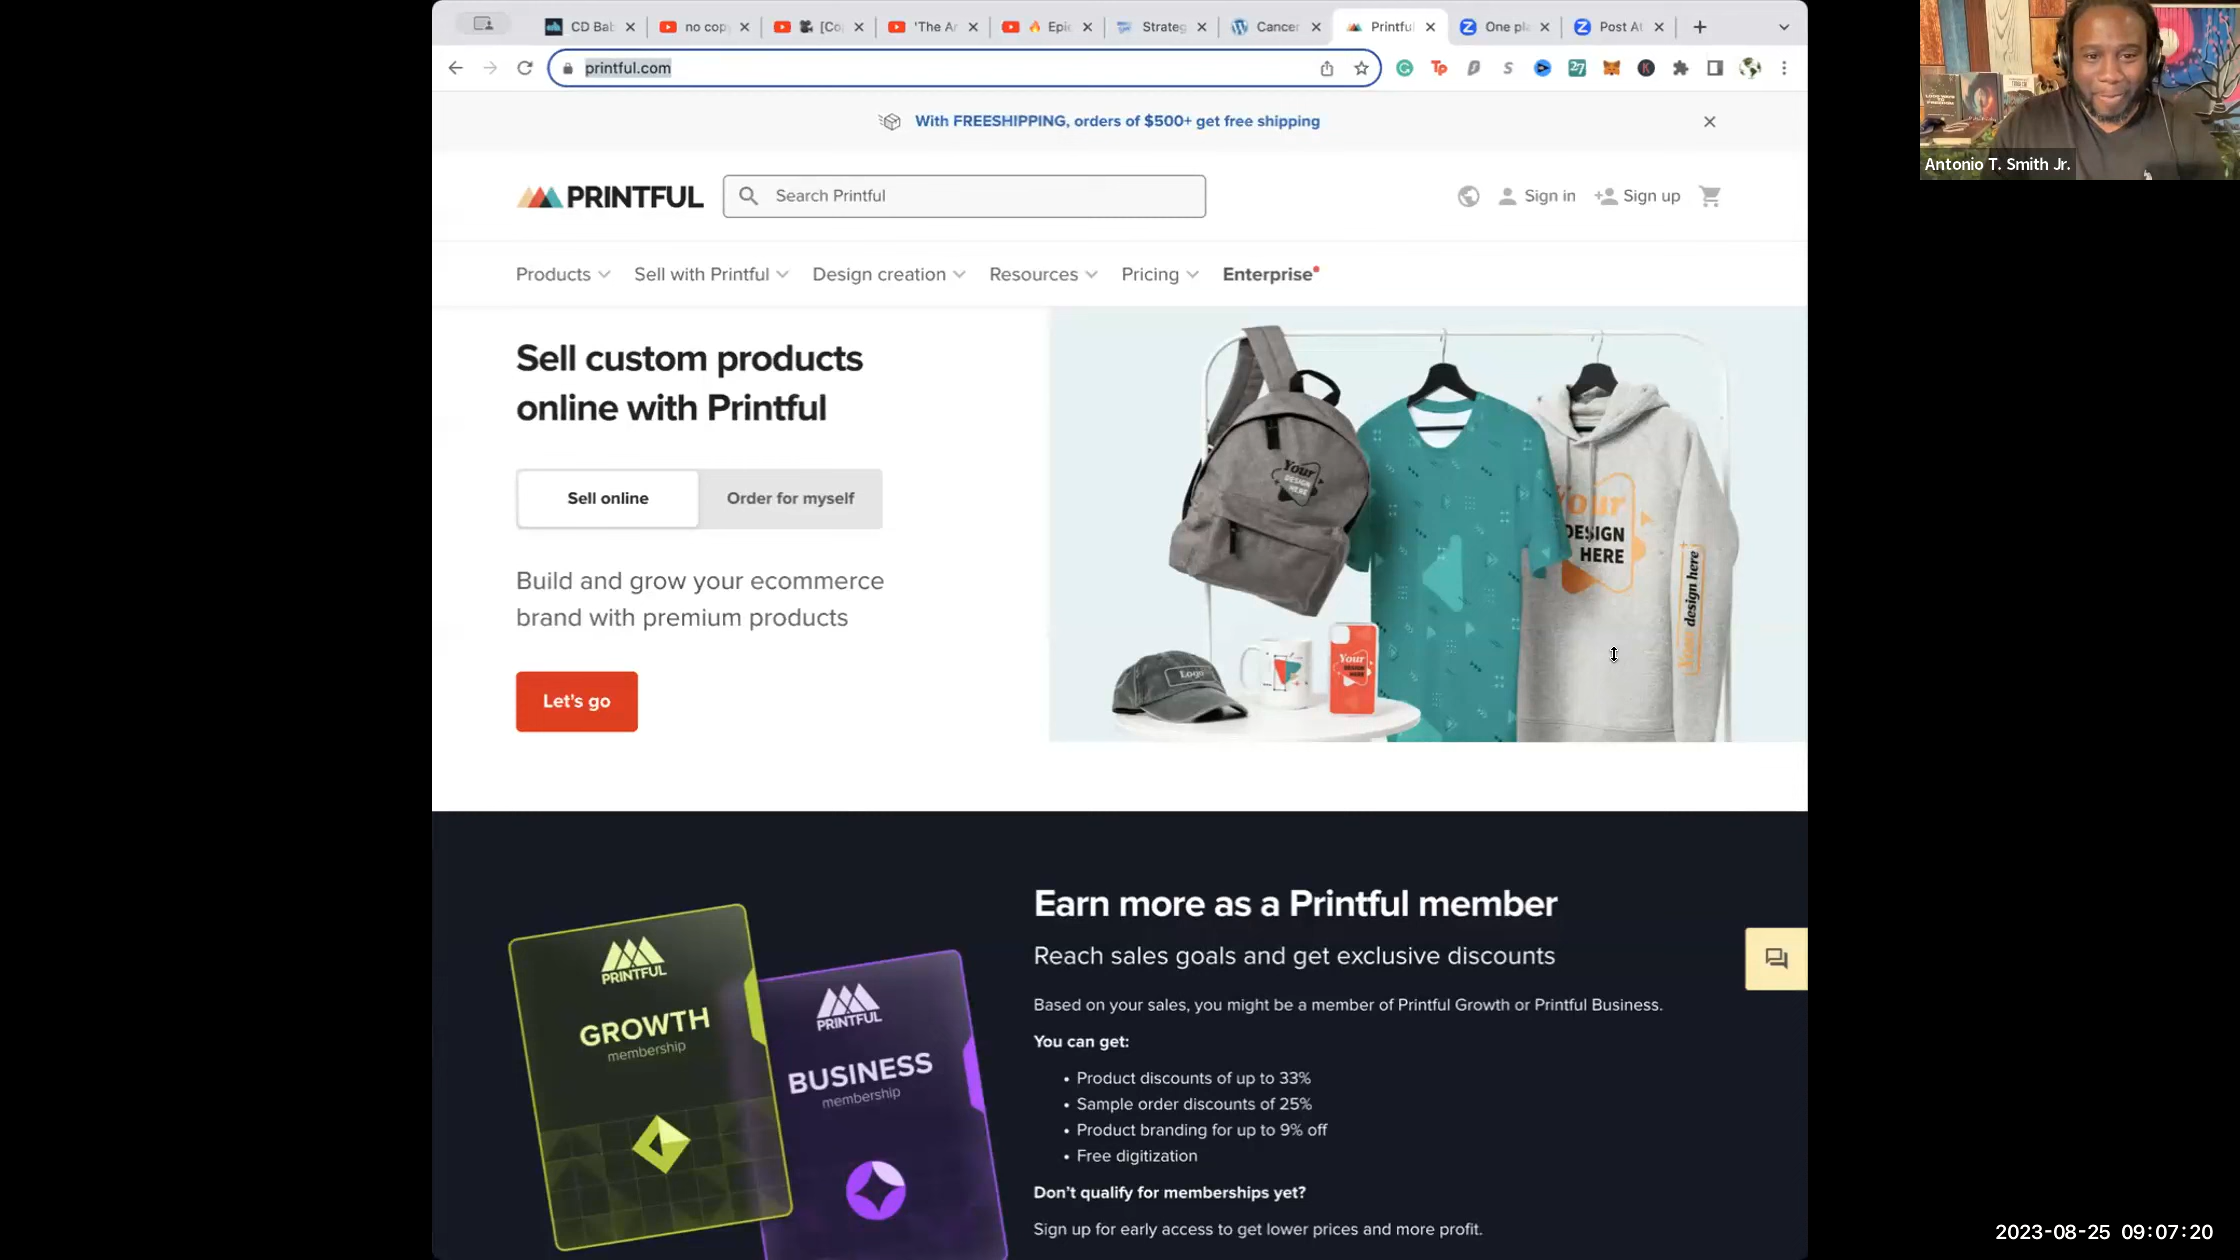 CD Bab
no cop
[Co
'The Ar
Epic
Strateg
Cancer
Printful
One pl
Post At
printful.com
With FREESHIPPING, orders of $500+ get free shipping
PRINTFUL
Search Printful
Sign in
Sign up
Products
Sell with Printful
Design creation
Resources
Pricing
Enterprise
Sell custom products
online with Printful
Sell online
Order for myself
Build and grow your ecommerce
brand with premium products
Let's go
Your
DESIGN
HERE
Your
DESIGN
HERE
Your design here
Logo
Your
DESIGN
HERE
Earn more as a Printful member
Reach sales goals and get exclusive discounts
Based on your sales, you might be a member of Printful Growth or Printful Business.
You can get:
• Product discounts of up to 33%
• Sample order discounts of 25%
• Product branding for up to 9% off
• Free digitization
Don't qualify for memberships yet?
Sign up for early access to get lower prices and more profit.
PRINTFUL
GROWTH
membership
PRINTFUL
BUSINESS
membership
Antonio T. Smith Jr.
2023-08-25 09:07:20